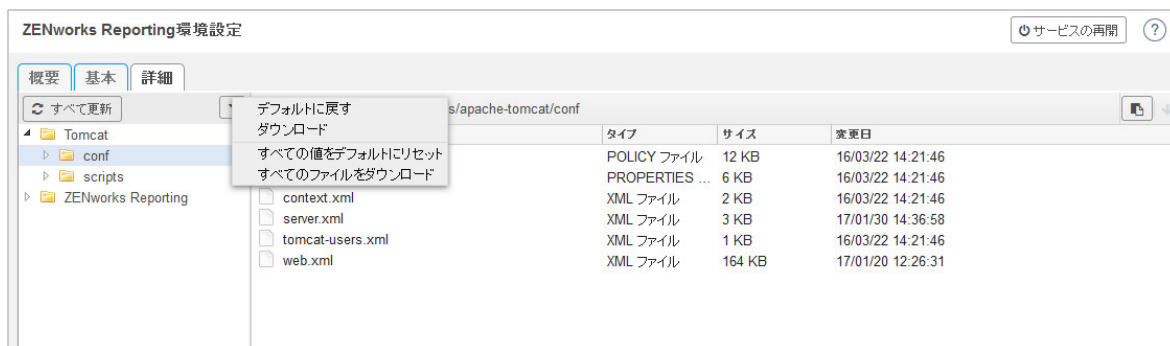 ZENworks Reporting環境設定
サービスの再開
?
概要 基本 詳細
すべて更新
s/apache-tomcat/conf
デフォルトに戻す
ダウンロード
すべての値をデフォルトにリセット
すべてのファイルをダウンロード
Tomcat
conf
scripts
ZENworks Reporting
タイプ サイズ 変更日
POLICY ファイル 12 KB 16/03/22 14:21:46
PROPERTIES ... 6 KB 16/03/22 14:21:46
context.xml XML ファイル 2 KB 16/03/22 14:21:46
server.xml XML ファイル 3 KB 17/01/30 14:36:58
tomcat-users.xml XML ファイル 1 KB 16/03/22 14:21:46
web.xml XML ファイル 164 KB 17/01/20 12:26:31